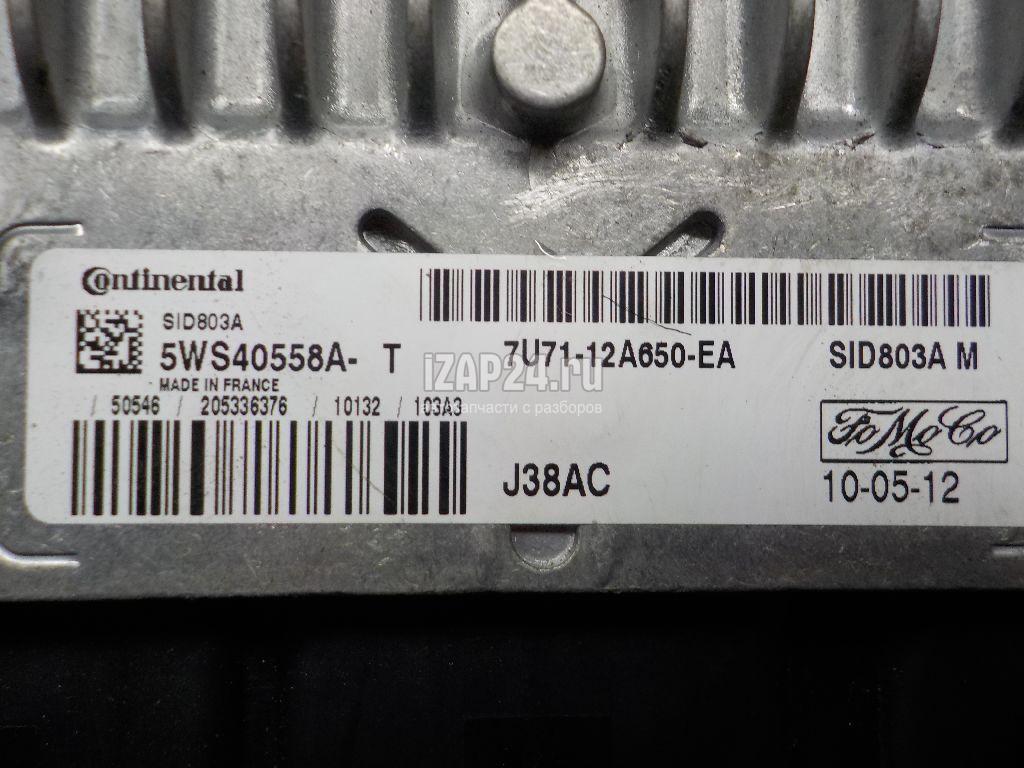 Continental
SID803A
5WS40558A- T
MADE IN FRANCE
/ 50546 / 205336376 / 10132 / 103A3
7U71-12A650-EA
SID803A M
FoMoCo
J38AC
10-05-12
iZAP24.ru
автозапчасти с разборов